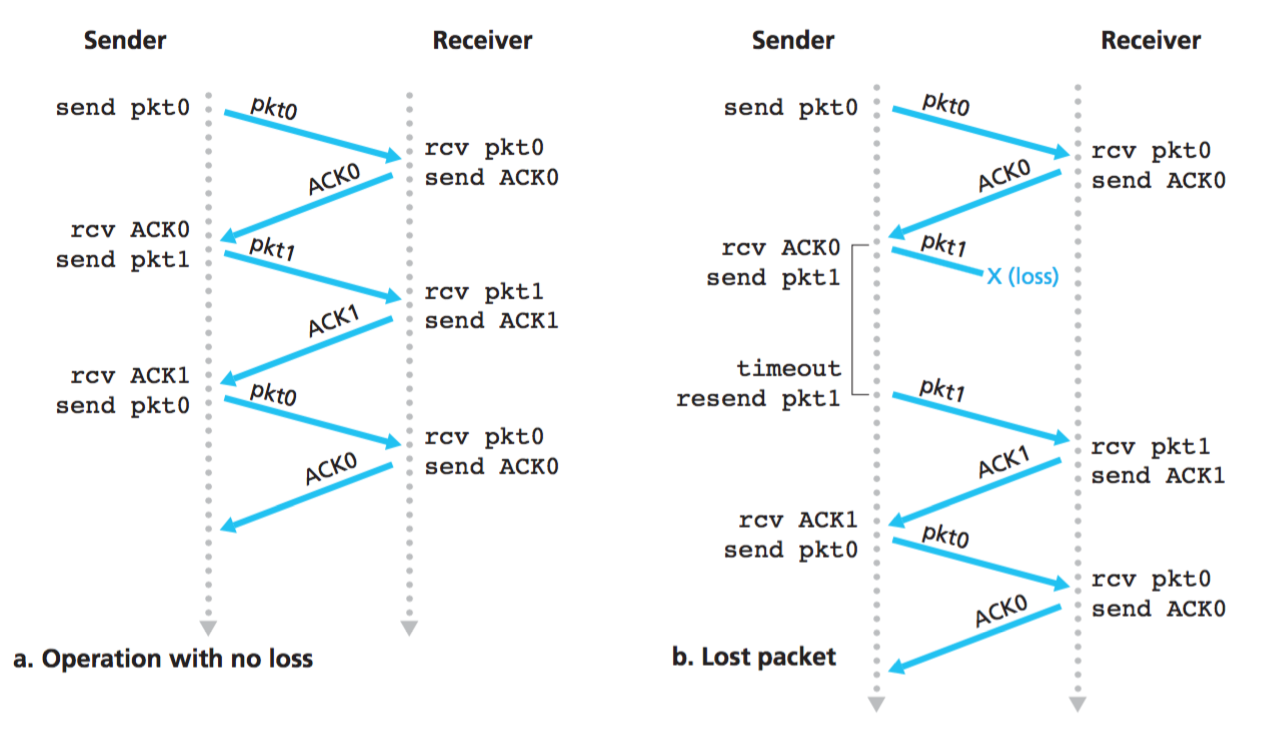 Sender
Receiver
send pkt0
pkt0
rcv pkt0
send ACK0
ACK0
rcv ACK0
send pkt1
pkt1
rcv pkt1
send ACK1
ACK1
rcv ACK1
send pkt0
pkt0
rcv pkt0
send ACK0
ACK0
a. Operation with no loss
Sender
Receiver
send pkt0
pkt0
rcv pkt0
send ACK0
ACK0
rcv ACK0
send pkt1
pkt1
X (loss)
timeout
resend pkt1
pkt1
rcv pkt1
send ACK1
ACK1
rcv ACK1
send pkt0
pkt0
rcv pkt0
send ACK0
ACK0
b. Lost packet